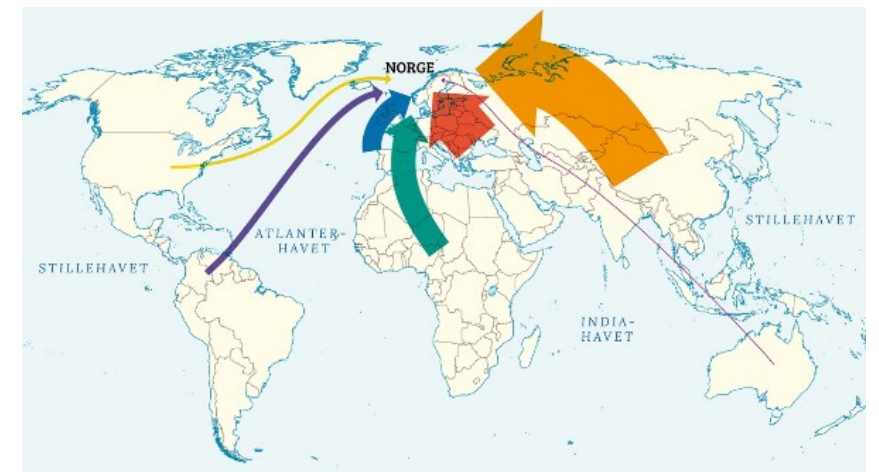 NORGE
ATLANTER-
HAVET
STILLEHAVET
STILLEHAVET
INDIA-
HAVET